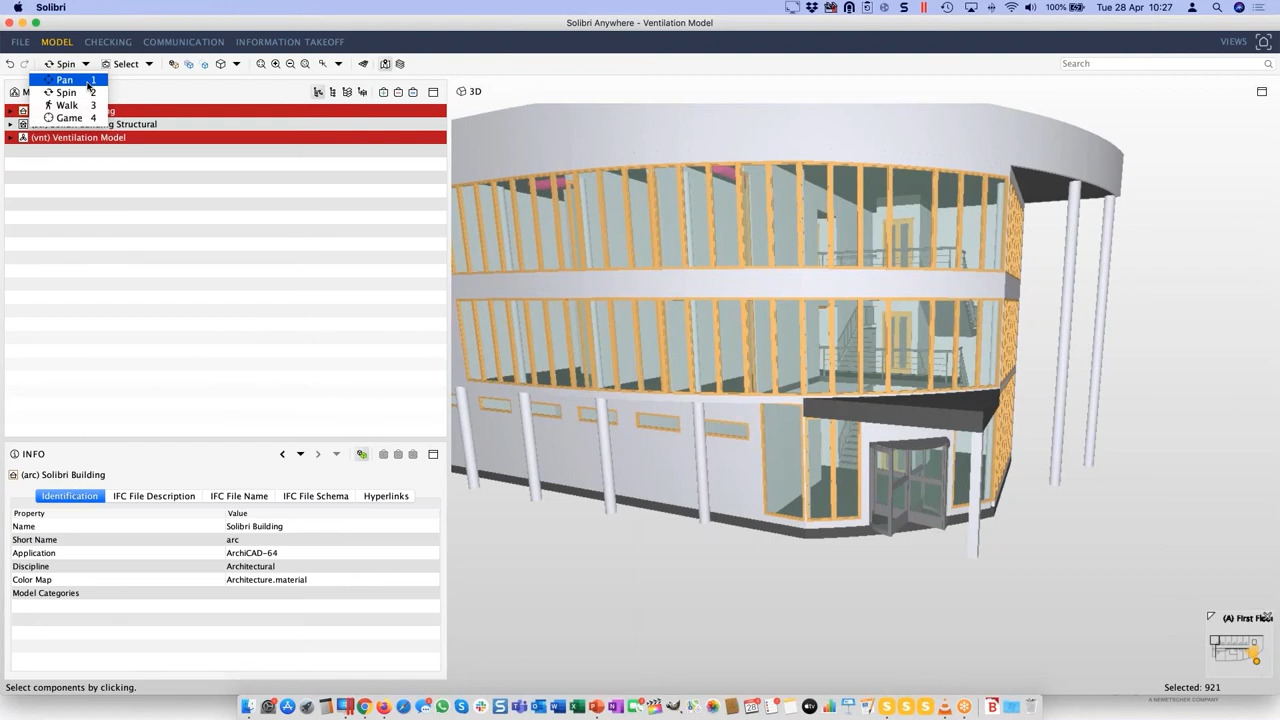 Solibri
100%
Tue 28 Apr 10:27
Solibri Anywhere - Ventilation Model
FILE MODEL CHECKING COMMUNICATION INFORMATION TAKEOFF VIEWS
Spin Select Search
Pan 1
Spin 2
Walk 3
Game 4
3D
Structural
(vnt) Ventilation Model
INFO
(arc) Solibri Building
Identification IFC File Description IFC File Name IFC File Schema Hyperlinks
Property Value
Name Solibri Building
Short Name arc
Application ArchiCAD-64
Discipline Architectural
Color Map Architecture.material
Model Categories
(A) First
Select components by clicking.
Selected: 921
A NEMETSCHEK COMPANY